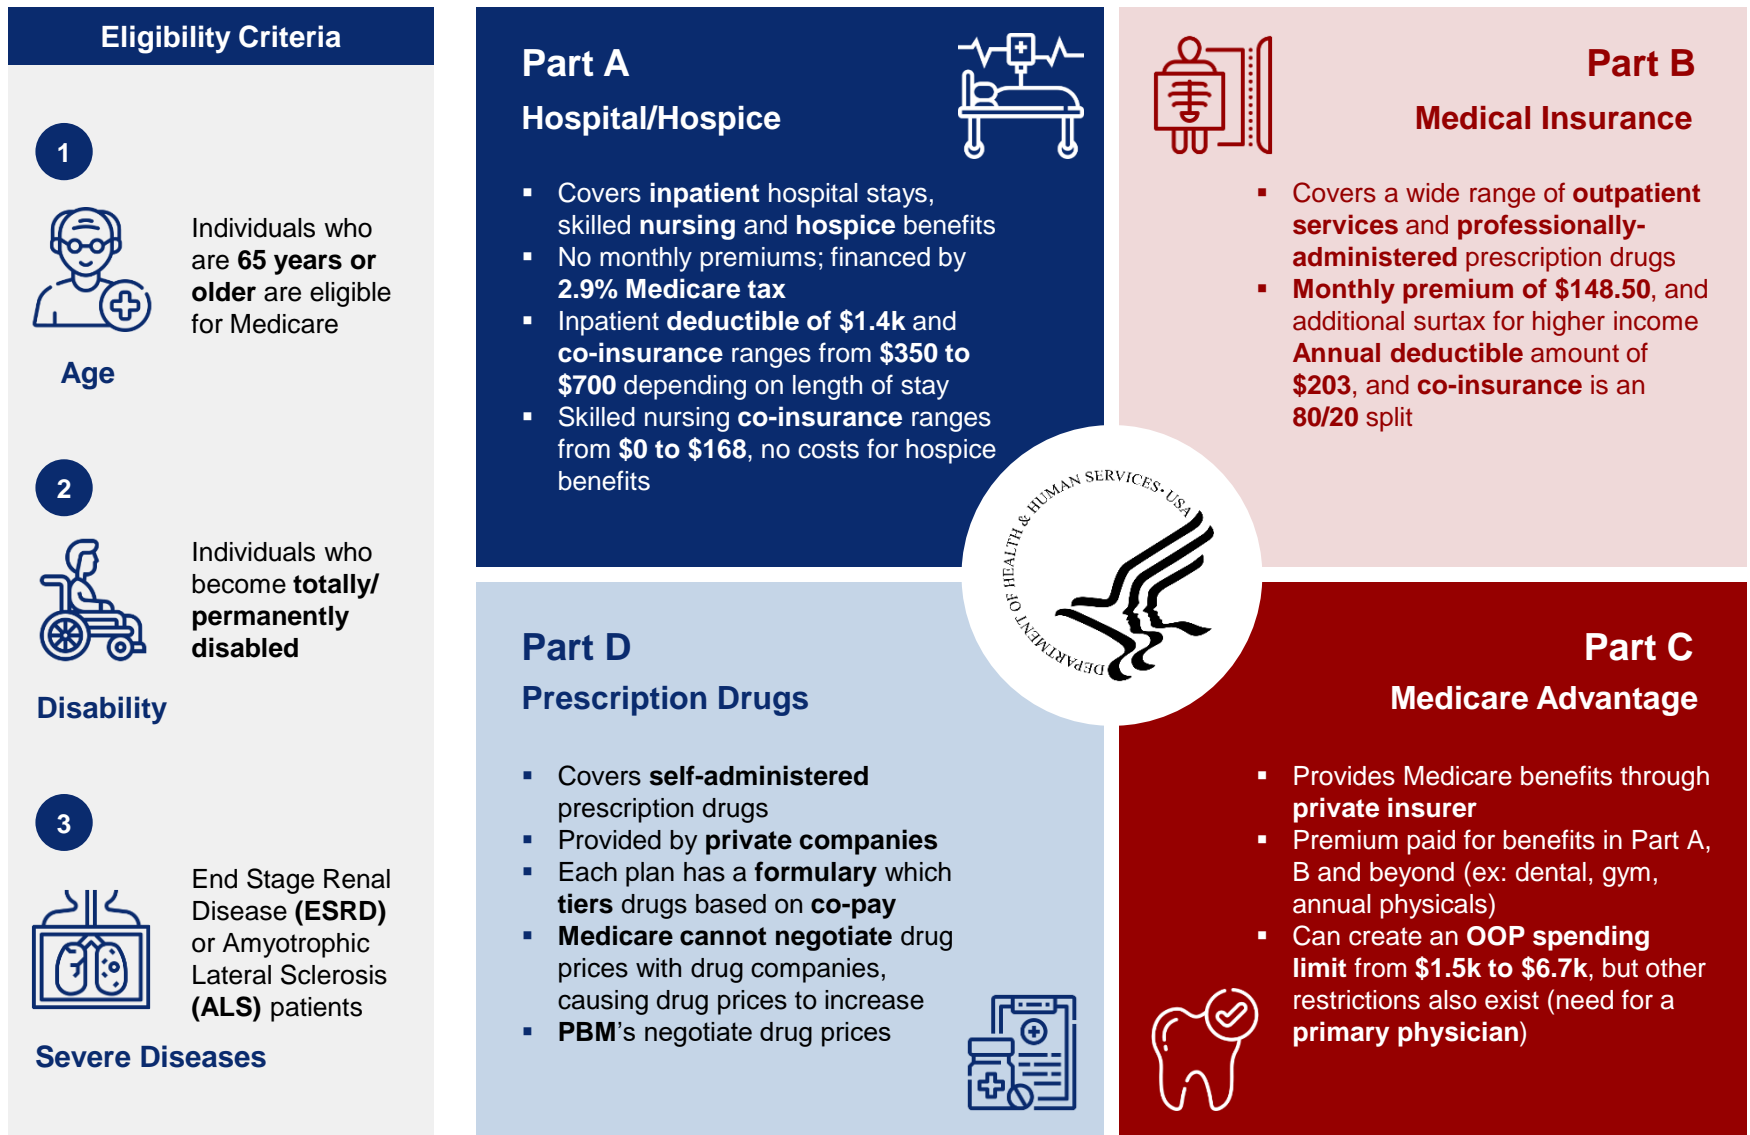 Eligibility Criteria
1
Individuals who
are 65 years or
older are eligible
for Medicare
Age
2
Individuals who
become totally/
permanently
disabled
Disability
3
End Stage Renal
Disease (ESRD)
or Amyotrophic
Lateral Sclerosis
(ALS) patients
Severe Diseases
Part A
Hospital/Hospice
▪ Covers inpatient hospital stays,
skilled nursing and hospice benefits
▪ No monthly premiums; financed by
2.9% Medicare tax
▪ Inpatient deductible of $1.4k and
co-insurance ranges from $350 to
$700 depending on length of stay
▪ Skilled nursing co-insurance ranges
from $0 to $168, no costs for hospice
benefits
Part B
Medical Insurance
▪ Covers a wide range of outpatient
services and professionally-
administered prescription drugs
▪ Monthly premium of $148.50, and
additional surtax for higher income
Annual deductible amount of
$203, and co-insurance is an
80/20 split
DEPARTMENT OF HEALTH & HUMAN SERVICES • USA
Part D
Prescription Drugs
▪ Covers self-administered
prescription drugs
▪ Provided by private companies
▪ Each plan has a formulary which
tiers drugs based on co-pay
▪ Medicare cannot negotiate drug
prices with drug companies,
causing drug prices to increase
▪ PBM's negotiate drug prices
Part C
Medicare Advantage
▪ Provides Medicare benefits through
private insurer
▪ Premium paid for benefits in Part A,
B and beyond (ex: dental, gym,
annual physicals)
▪ Can create an OOP spending
limit from $1.5k to $6.7k, but other
restrictions also exist (need for a
primary physician)